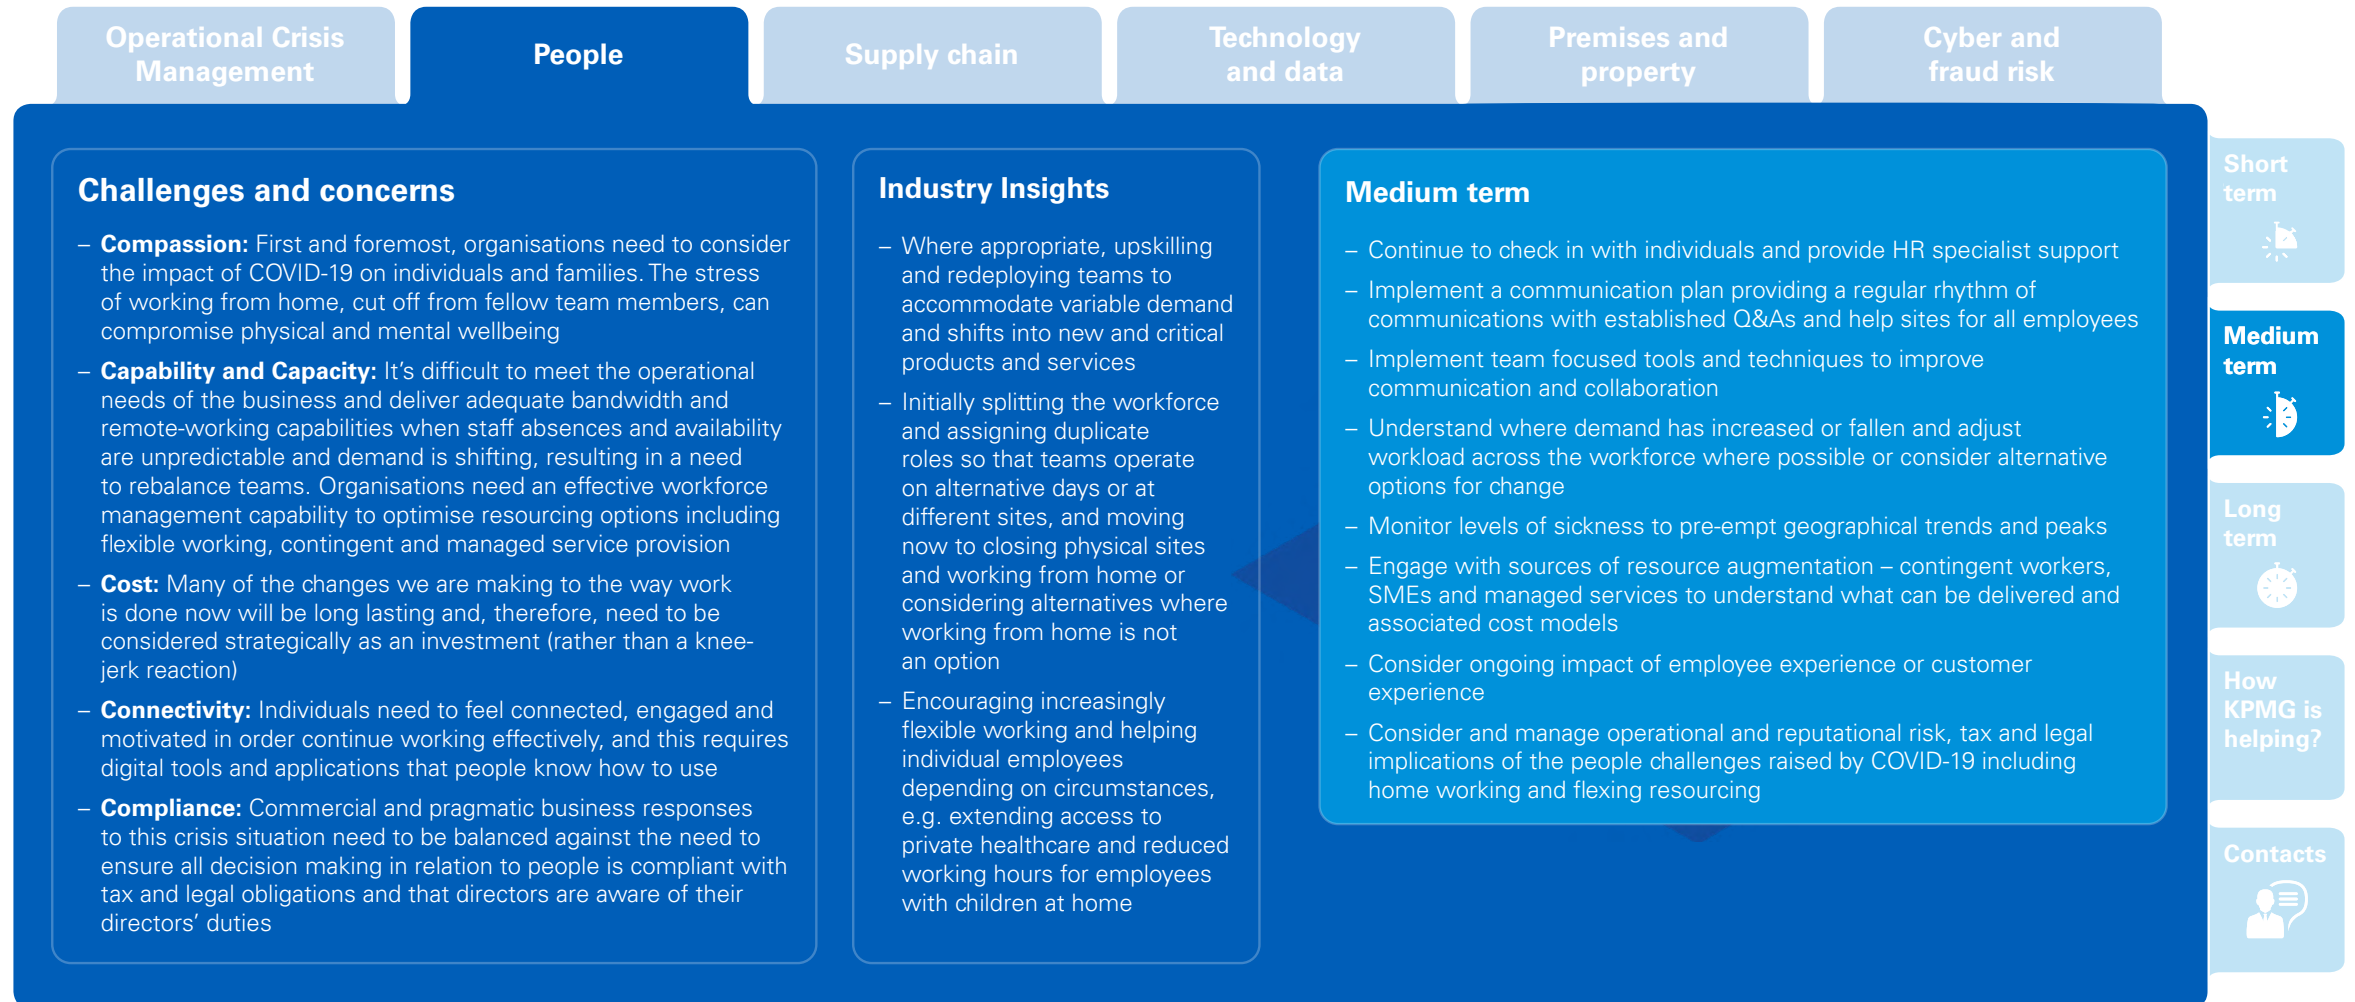 Operational Crisis
Management
People
Supply chain
Technology
and data
Premises and
property
Cyber and
fraud risk
Challenges and concerns
– Compassion: First and foremost, organisations need to consider
the impact of COVID-19 on individuals and families. The stress
of working from home, cut off from fellow team members, can
compromise physical and mental wellbeing
– Capability and Capacity: It's difficult to meet the operational
needs of the business and deliver adequate bandwidth and
remote-working capabilities when staff absences and availability
are unpredictable and demand is shifting, resulting in a need
to rebalance teams. Organisations need an effective workforce
management capability to optimise resourcing options including
flexible working, contingent and managed service provision
– Cost: Many of the changes we are making to the way work
is done now will be long lasting and, therefore, need to be
considered strategically as an investment (rather than a knee-
jerk reaction)
– Connectivity: Individuals need to feel connected, engaged and
motivated in order continue working effectively, and this requires
digital tools and applications that people know how to use
– Compliance: Commercial and pragmatic business responses
to this crisis situation need to be balanced against the need to
ensure all decision making in relation to people is compliant with
tax and legal obligations and that directors are aware of their
directors' duties
Industry Insights
– Where appropriate, upskilling
and redeploying teams to
accommodate variable demand
and shifts into new and critical
products and services
– Initially splitting the workforce
and assigning duplicate
roles so that teams operate
on alternative days or at
different sites, and moving
now to closing physical sites
and working from home or
considering alternatives where
working from home is not
an option
– Encouraging increasingly
flexible working and helping
individual employees
depending on circumstances,
e.g. extending access to
private healthcare and reduced
working hours for employees
with children at home
Medium term
– Continue to check in with individuals and provide HR specialist support
– Implement a communication plan providing a regular rhythm of
communications with established Q&As and help sites for all employees
– Implement team focused tools and techniques to improve
communication and collaboration
– Understand where demand has increased or fallen and adjust
workload across the workforce where possible or consider alternative
options for change
– Monitor levels of sickness to pre-empt geographical trends and peaks
– Engage with sources of resource augmentation – contingent workers,
SMEs and managed services to understand what can be delivered and
associated cost models
– Consider ongoing impact of employee experience or customer
experience
– Consider and manage operational and reputational risk, tax and legal
implications of the people challenges raised by COVID-19 including
home working and flexing resourcing
Short
term
Medium
term
Long
term
How
KPMG is
helping?
Contacts